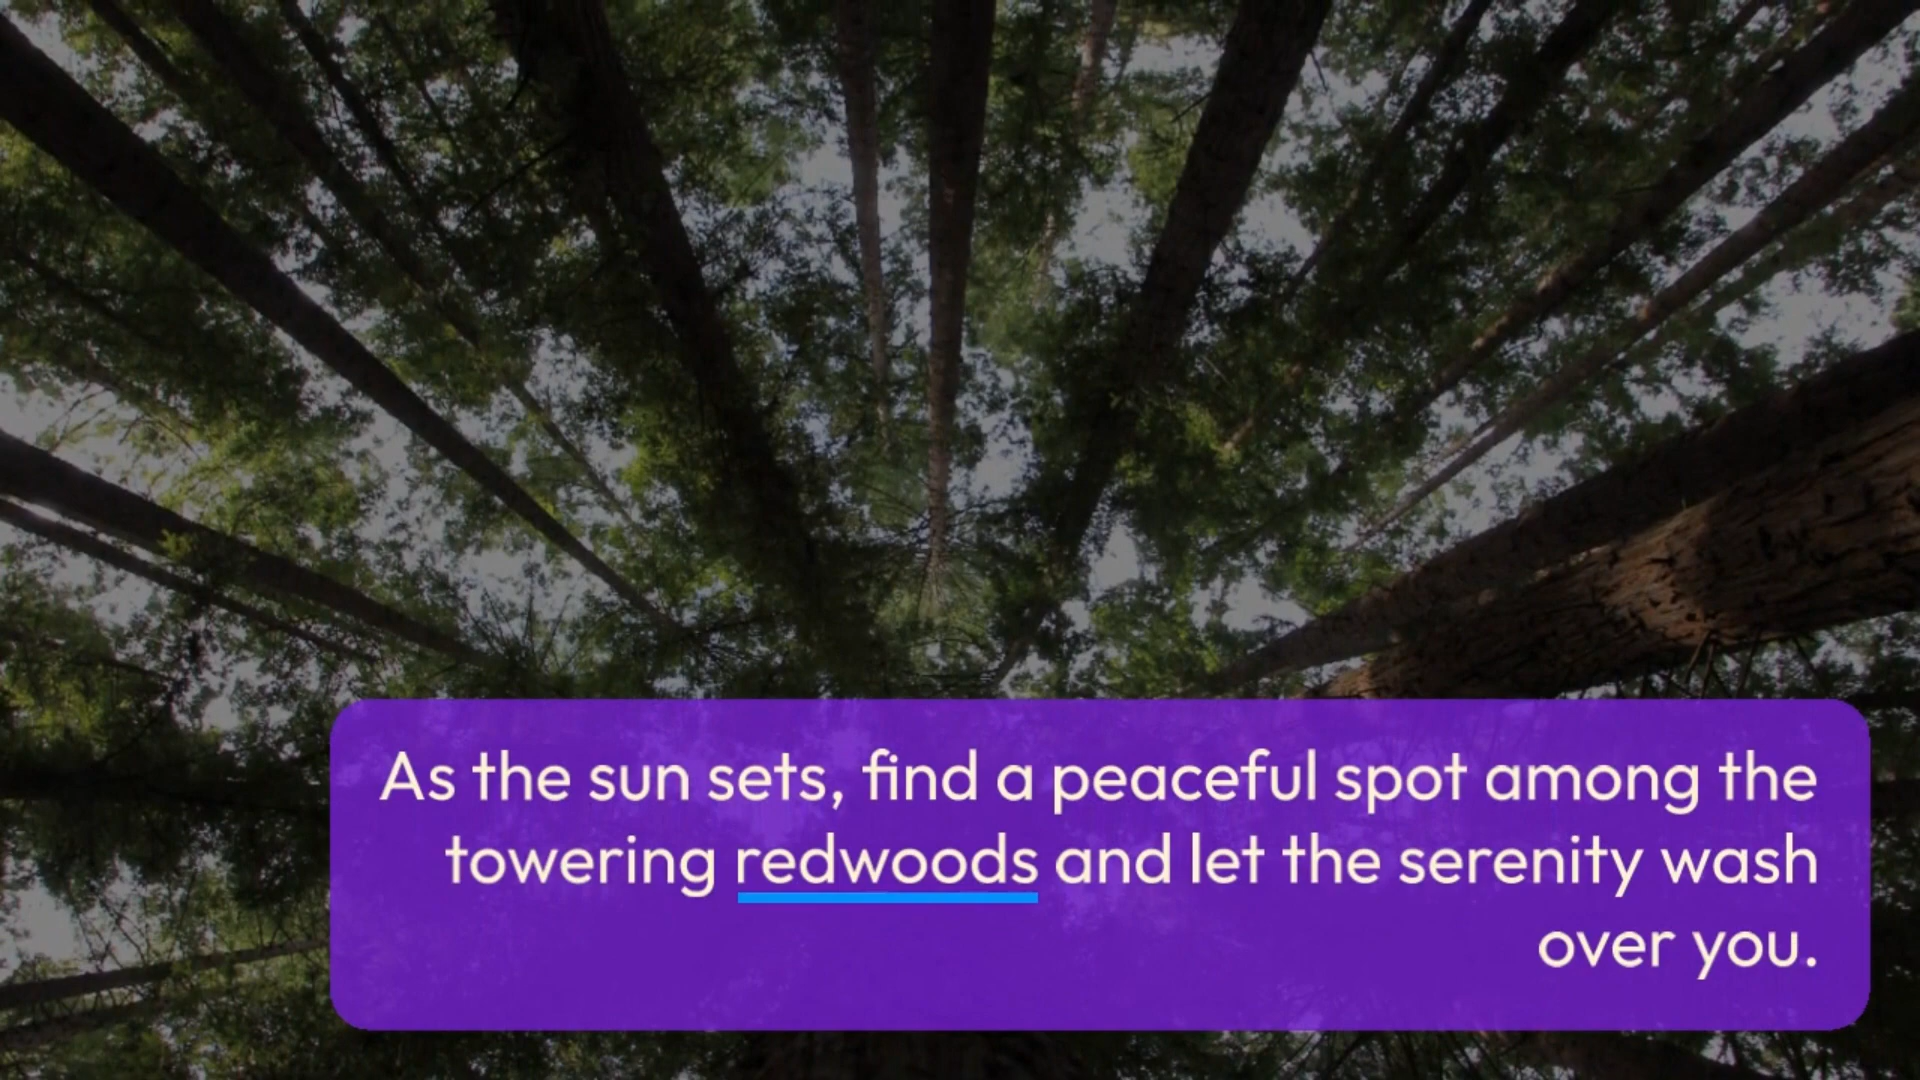 As the sun sets, find a peaceful spot among the
towering redwoods and let the serenity wash
over you.